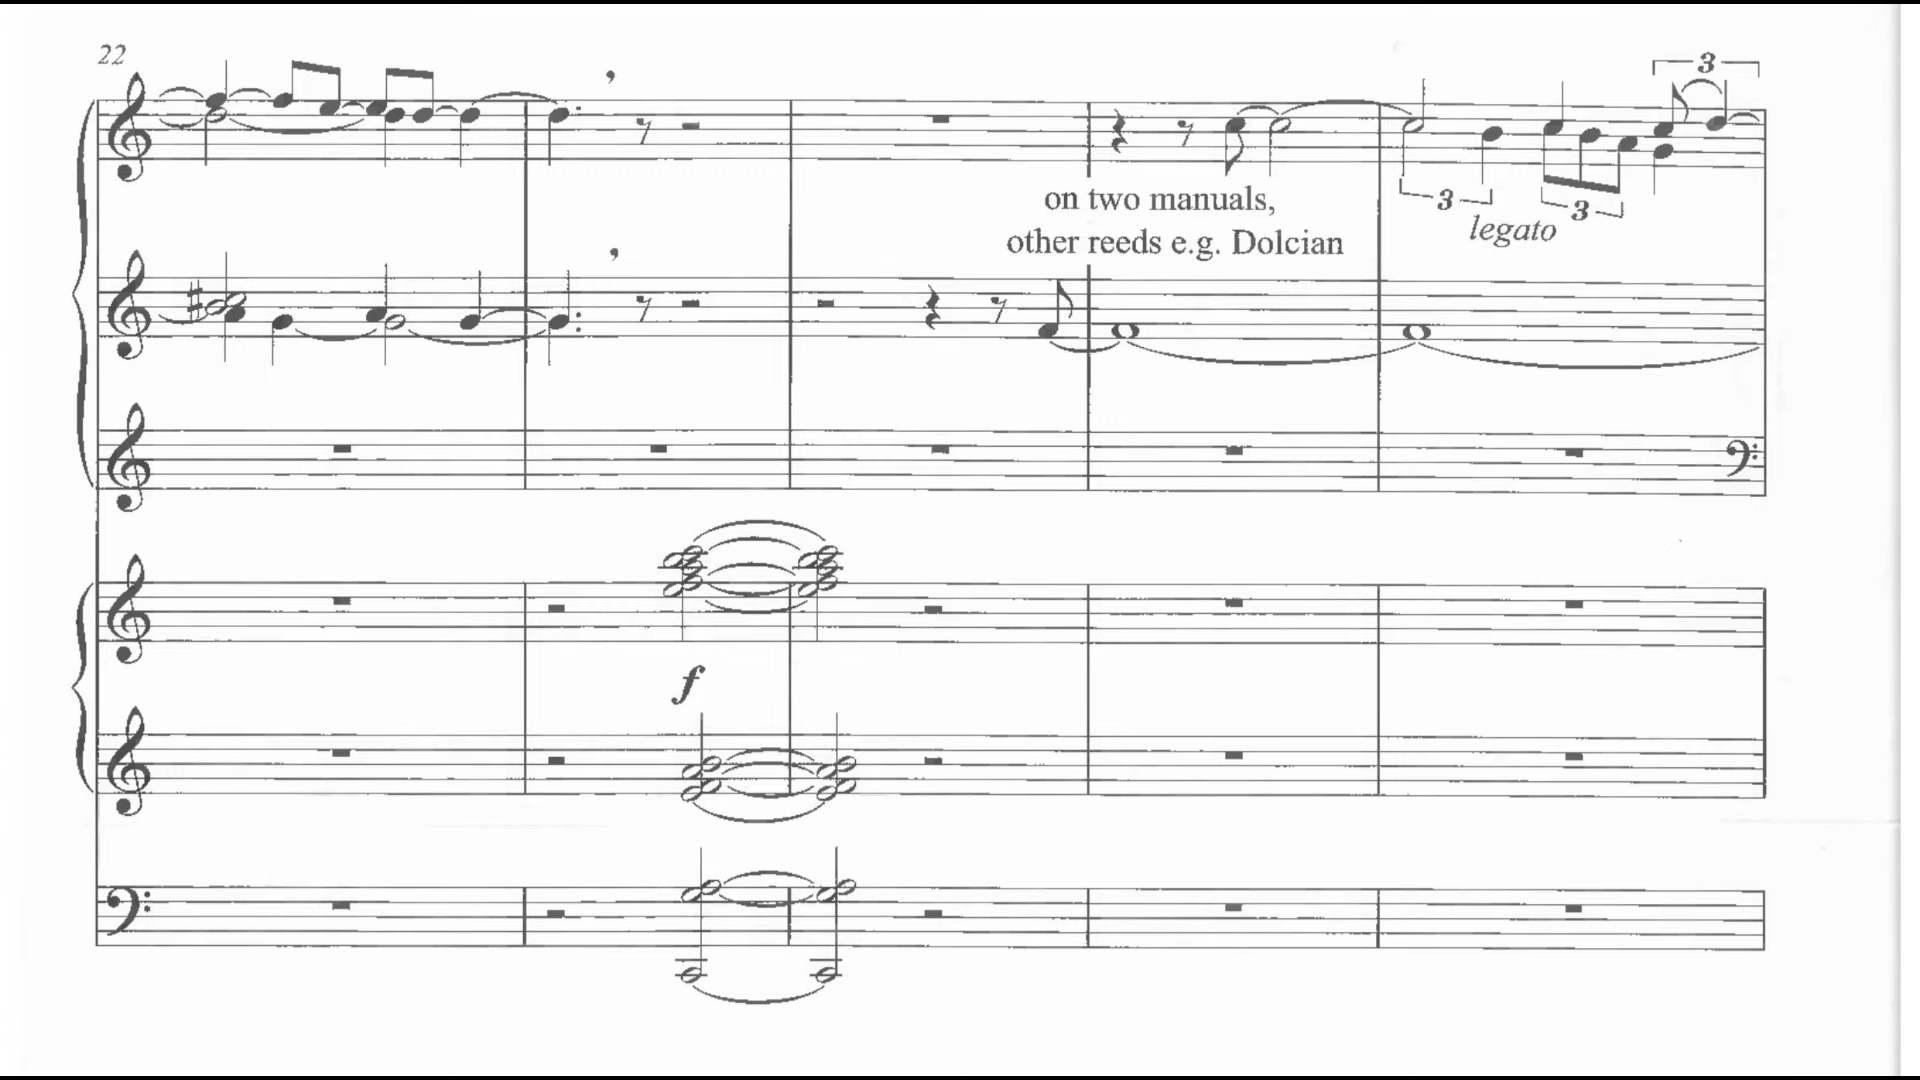 22
3
on two manuals,
other reeds e.g. Dolcian
3
3
legato
f